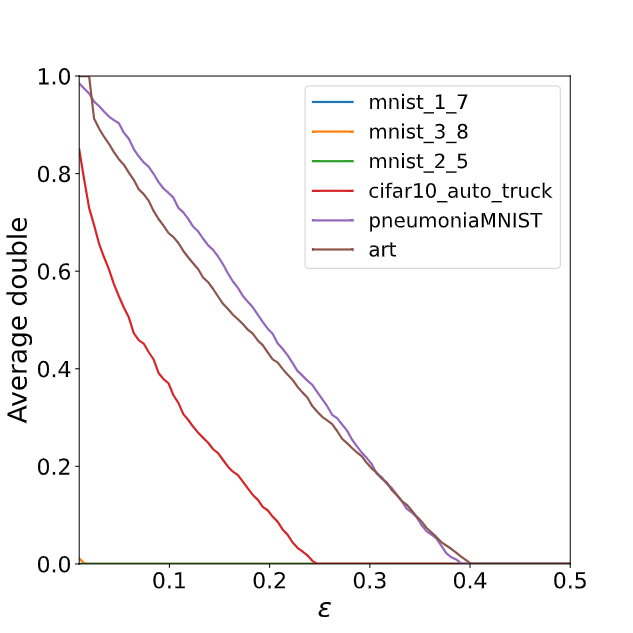 1.0
0.8
0.6
0.4
0.2
0.0
Average double
mnist_1_7
mnist_3_8
mnist_2_5
cifar10_auto_truck
pneumoniaMNIST
art
0.1 0.2 0.3 0.4 0.5
ε